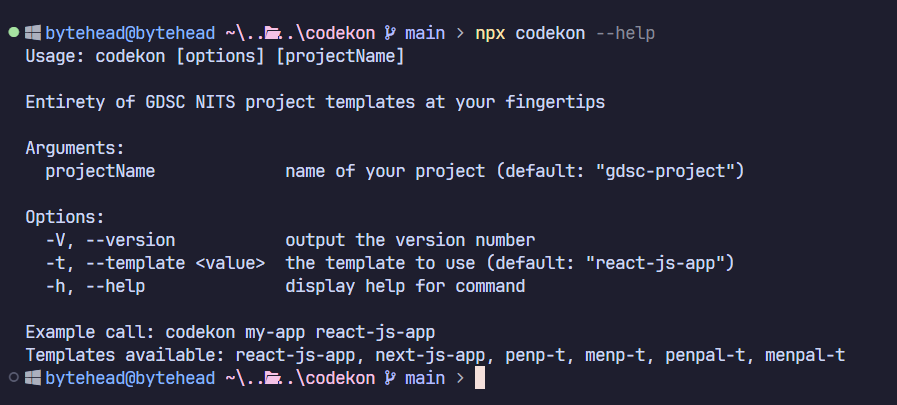 bytehead@bytehead ~\..\..\codekon main > npx codekon --help
Usage: codekon [options] [projectName]
Entirety of GDSC NITS project templates at your fingertips
Arguments:
projectName name of your project (default: "gdsc-project")
Options:
-V, --version output the version number
-t, --template <value> the template to use (default: "react-js-app")
-h, --help display help for command
Example call: codekon my-app react-js-app
Templates available: react-js-app, next-js-app, penp-t, menp-t, penpal-t, menpal-t
bytehead@bytehead ~\..\..\codekon main >